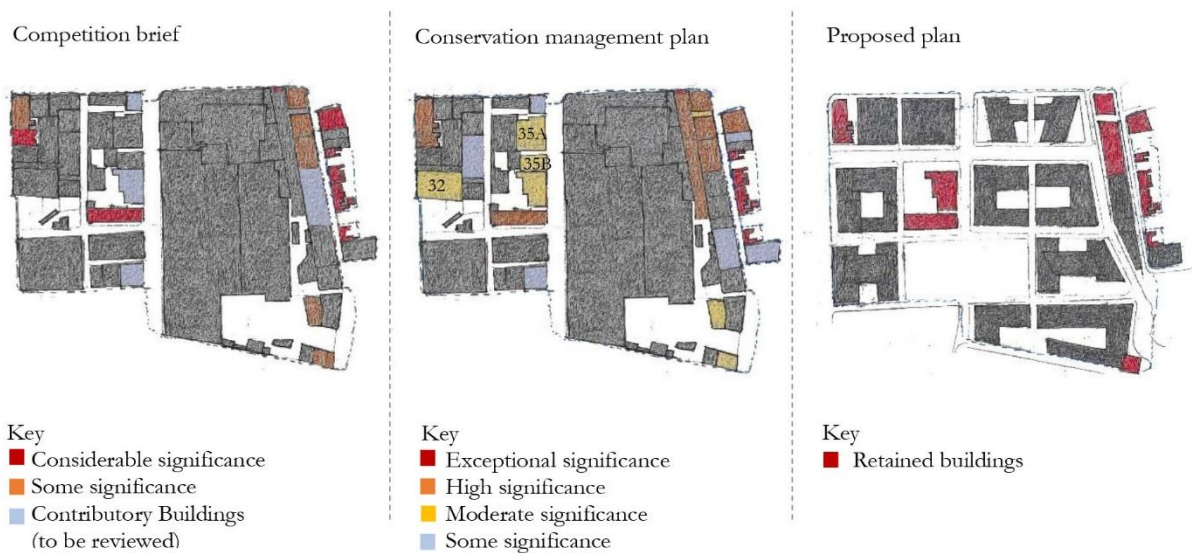 Competition brief
Conservation management plan
Proposed plan
35A
35B
32
Key
Considerable significance
Some significance
Contributory Buildings
(to be reviewed)
Key
Exceptional significance
High significance
Moderate significance
Some significance
Key
Retained buildings